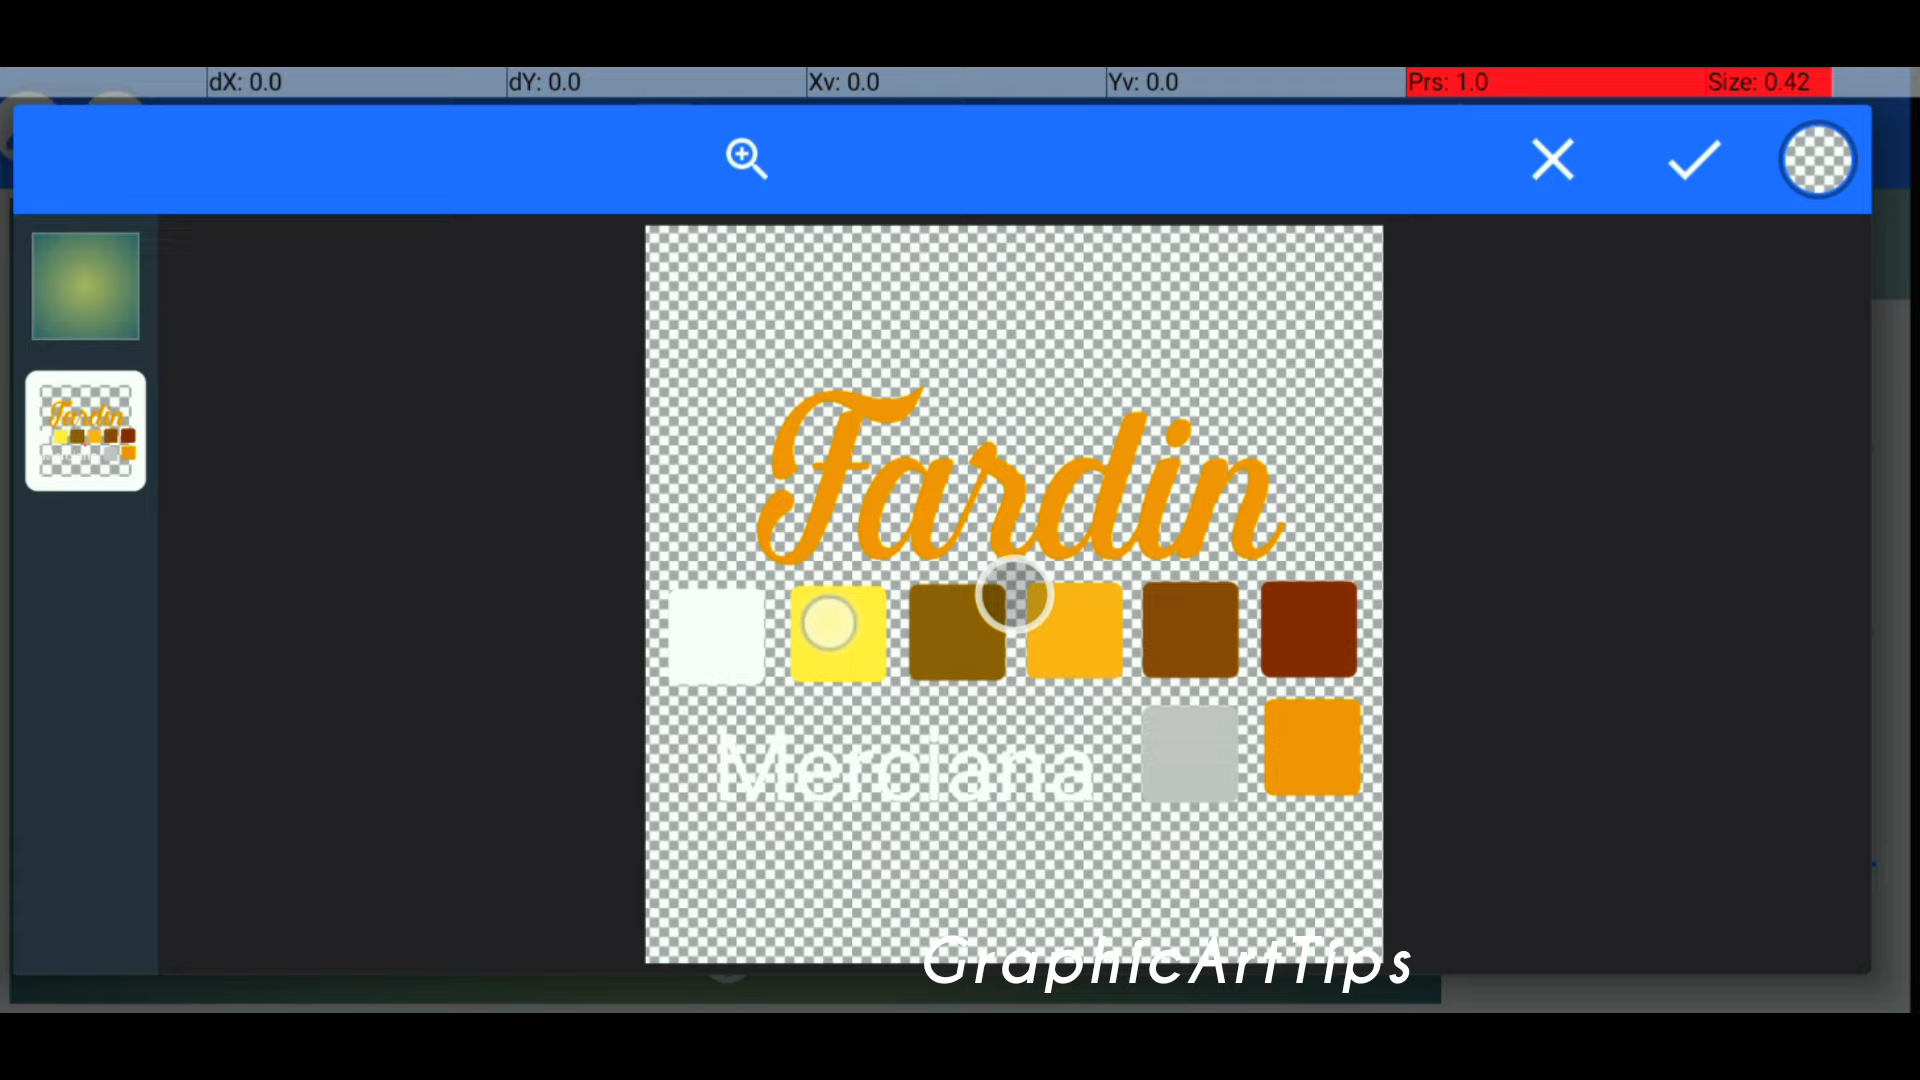 dX: 0.0 dY: 0.0 Xv: 0.0 Yv: 0.0 Prs: 1.0 Size: 0.42
Fardin
Fardin
Merciana
GraphicArtTips